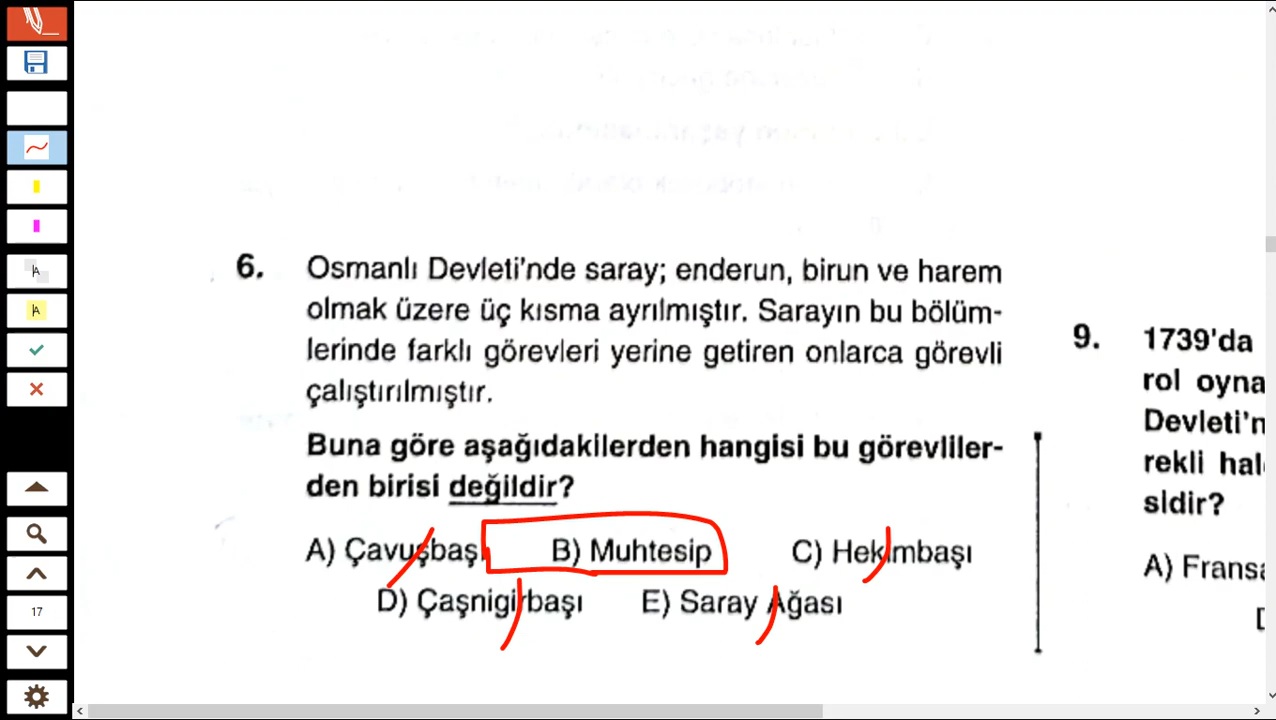 6. Osmanlı Devleti'nde saray; enderun, birun ve harem
olmak üzere üç kısma ayrılmıştır. Sarayın bu bölüm-
lerinde farklı görevleri yerine getiren onlarca görevli
çalıştırılmıştır.
Buna göre aşağıdakilerden hangisi bu görevliler-
den birisi değildir?
A) Çavuşbaşı B) Muhtesip C) Hekimbaşı
D) Çaşnigirbaşı E) Saray Ağası
9. 1739'da
rol oyna
Devleti'n
rekli hal
sidir?
A) Fransa
17